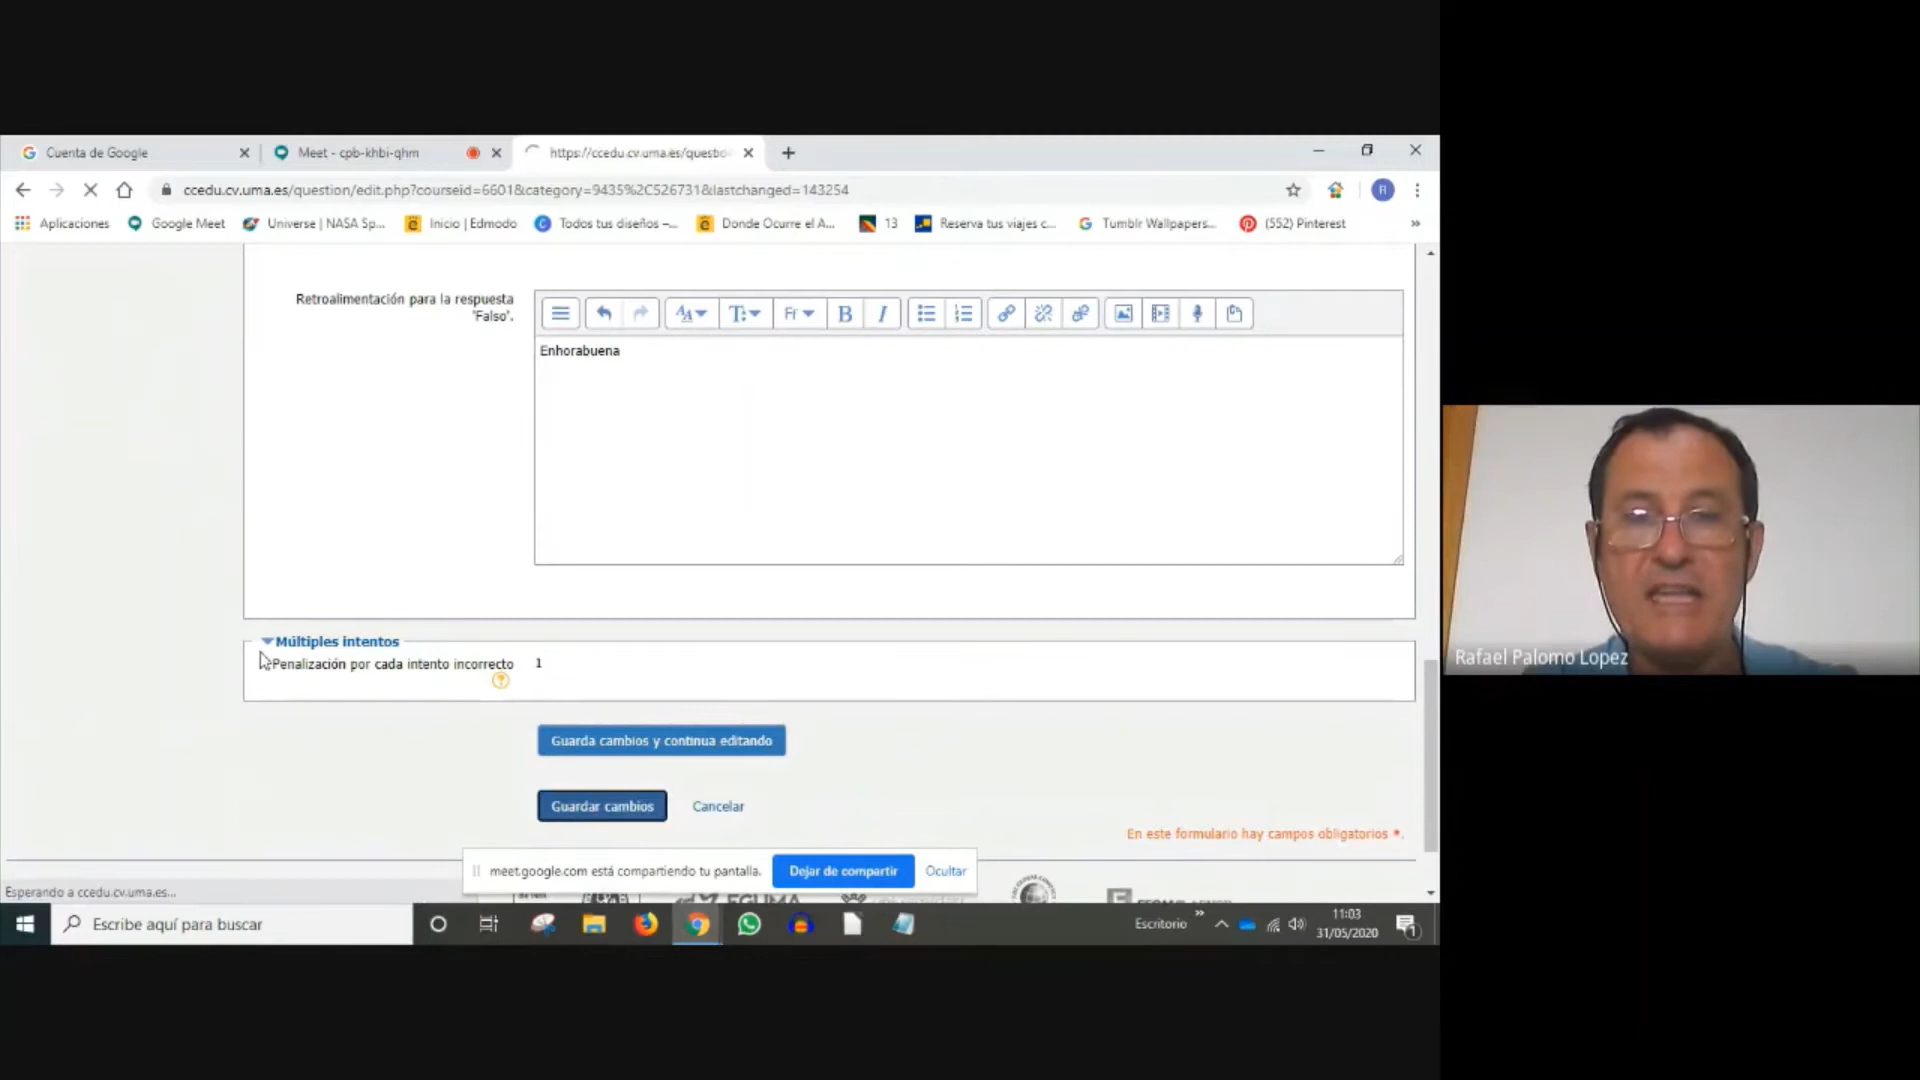 Cuenta de Google
Meet - cpb-khbi-qhm
https://ccedu.cv.uma.es/questio
ccedu.cv.uma.es/question/edit.php?courseid=6601&category=9435%2C526731&lastchanged=143254
R
Aplicaciones
Google Meet
Universe | NASA Sp...
Inicio | Edmodo
Todos tus diseños –...
Donde Ocurre el A...
13
Reserva tus viajes c...
Tumblr Wallpapers...
(552) Pinterest
»
Retroalimentación para la respuesta
'Falso'.
Enhorabuena
Múltiples intentos
Penalización por cada intento incorrecto
1
Guarda cambios y continua editando
Guardar cambios
Cancelar
En este formulario hay campos obligatorios *.
meet.google.com está compartiendo tu pantalla.
Dejar de compartir
Ocultar
Esperando a ccedu.cv.uma.es...
Escribe aquí para buscar
Escritorio
11:03
31/05/2020
1
Rafael Palomo Lopez